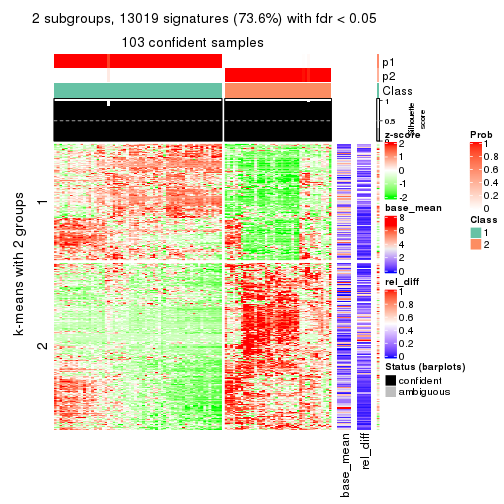 2 subgroups, 13019 signatures (73.6%) with fdr < 0.05
103 confident samples
p1
p2
Class
1
0.5
0
Silhouette
score
k-means with 2 groups
1
2
z-score
2
1
0
-1
-2
base_mean
8
6
4
2
0
rel_diff
1
0.8
0.6
0.4
0.2
0
Status (barplots)
confident
ambiguous
Prob
1
0.8
0.6
0.4
0.2
0
Class
1
2
base_mean
rel_diff